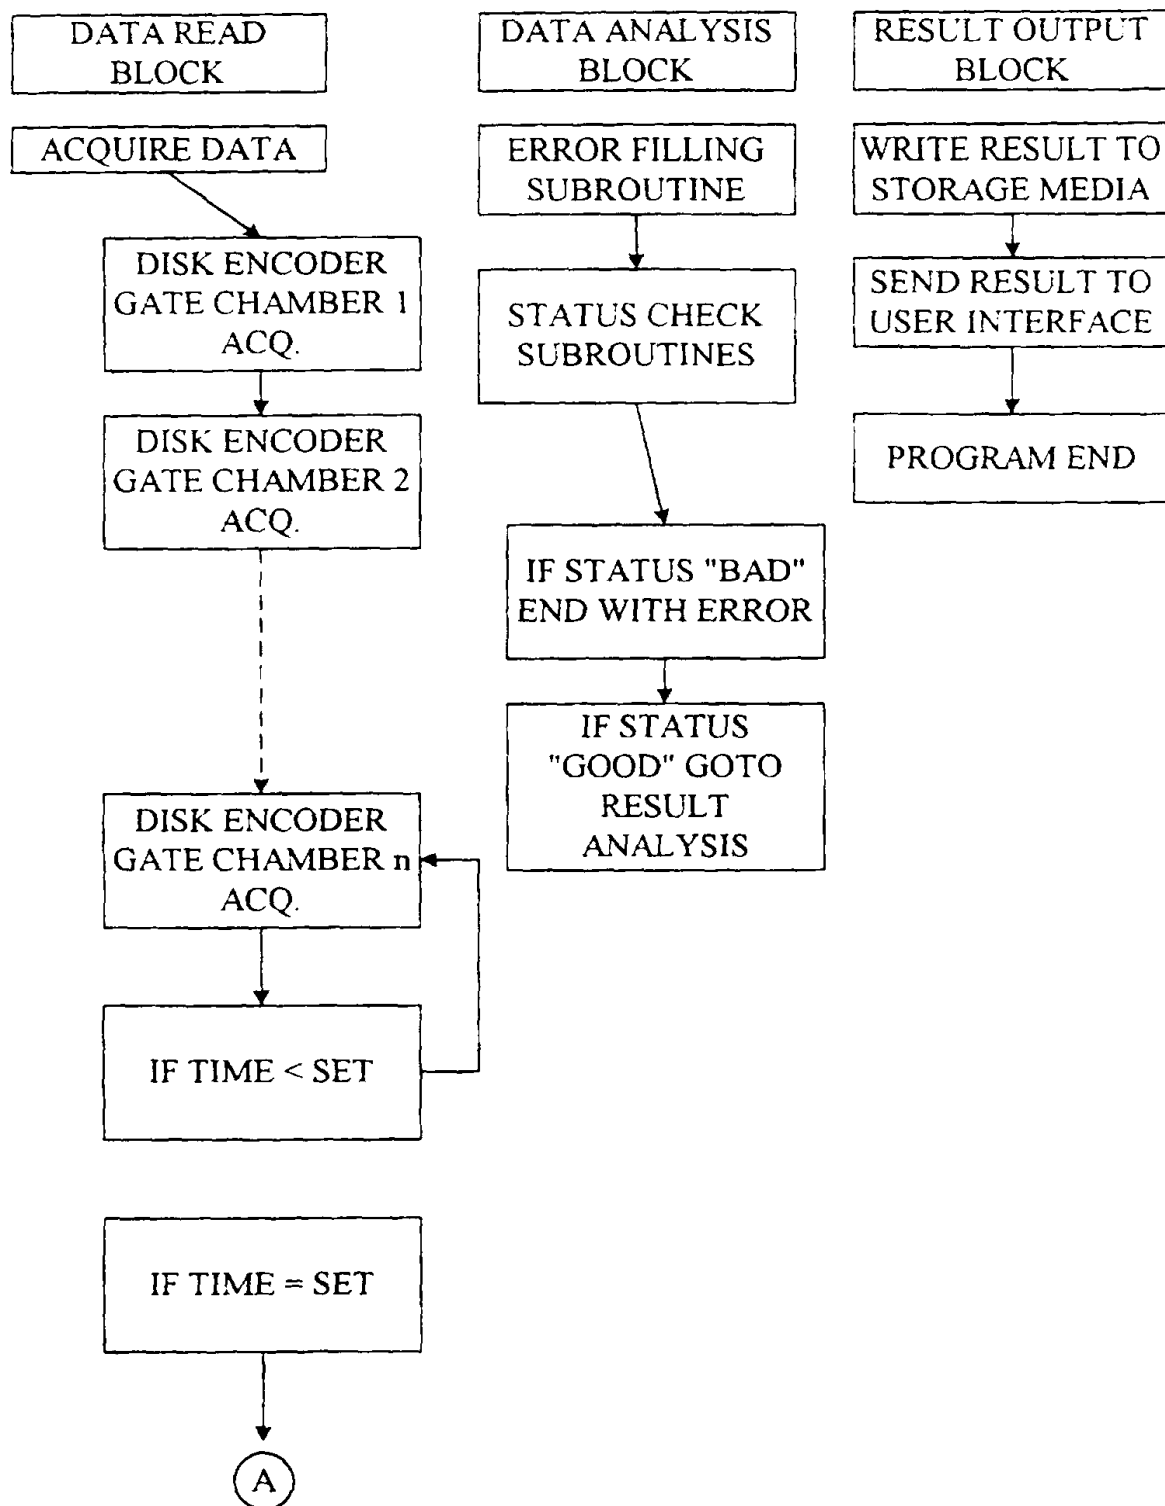 DATA READ
BLOCK
ACQUIRE DATA
DISK ENCODER
GATE CHAMBER 1
ACQ.
DISK ENCODER
GATE CHAMBER 2
ACQ.
DISK ENCODER
GATE CHAMBER n
ACQ.
IF TIME < SET
IF TIME = SET
A
DATA ANALYSIS
BLOCK
ERROR FILLING
SUBROUTINE
STATUS CHECK
SUBROUTINES
IF STATUS "BAD"
END WITH ERROR
IF STATUS
"GOOD" GOTO
RESULT
ANALYSIS
RESULT OUTPUT
BLOCK
WRITE RESULT TO
STORAGE MEDIA
SEND RESULT TO
USER INTERFACE
PROGRAM END